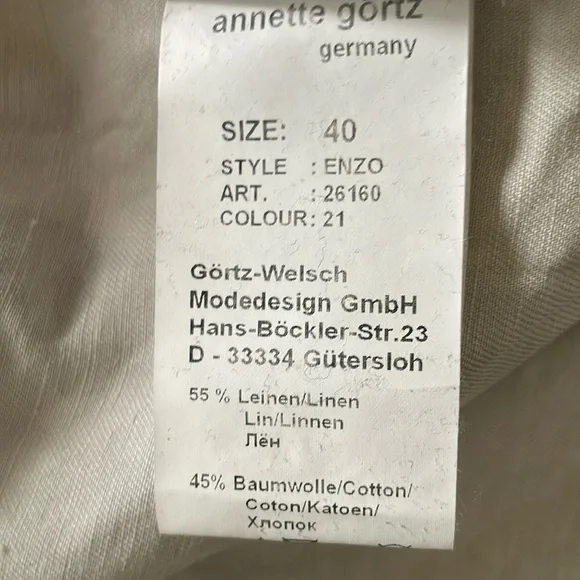 annette görtz
germany
SIZE: 40
STYLE : ENZO
ART. : 26160
COLOUR: 21
Görtz-Welsch
Modedesign GmbH
Hans-Böckler-Str.23
D - 33334 Gütersloh
55 % Leinen/Linen
Lin/Linnen
Лён
45% Baumwolle/Cotton/
Coton/Katoen/
Хлопок